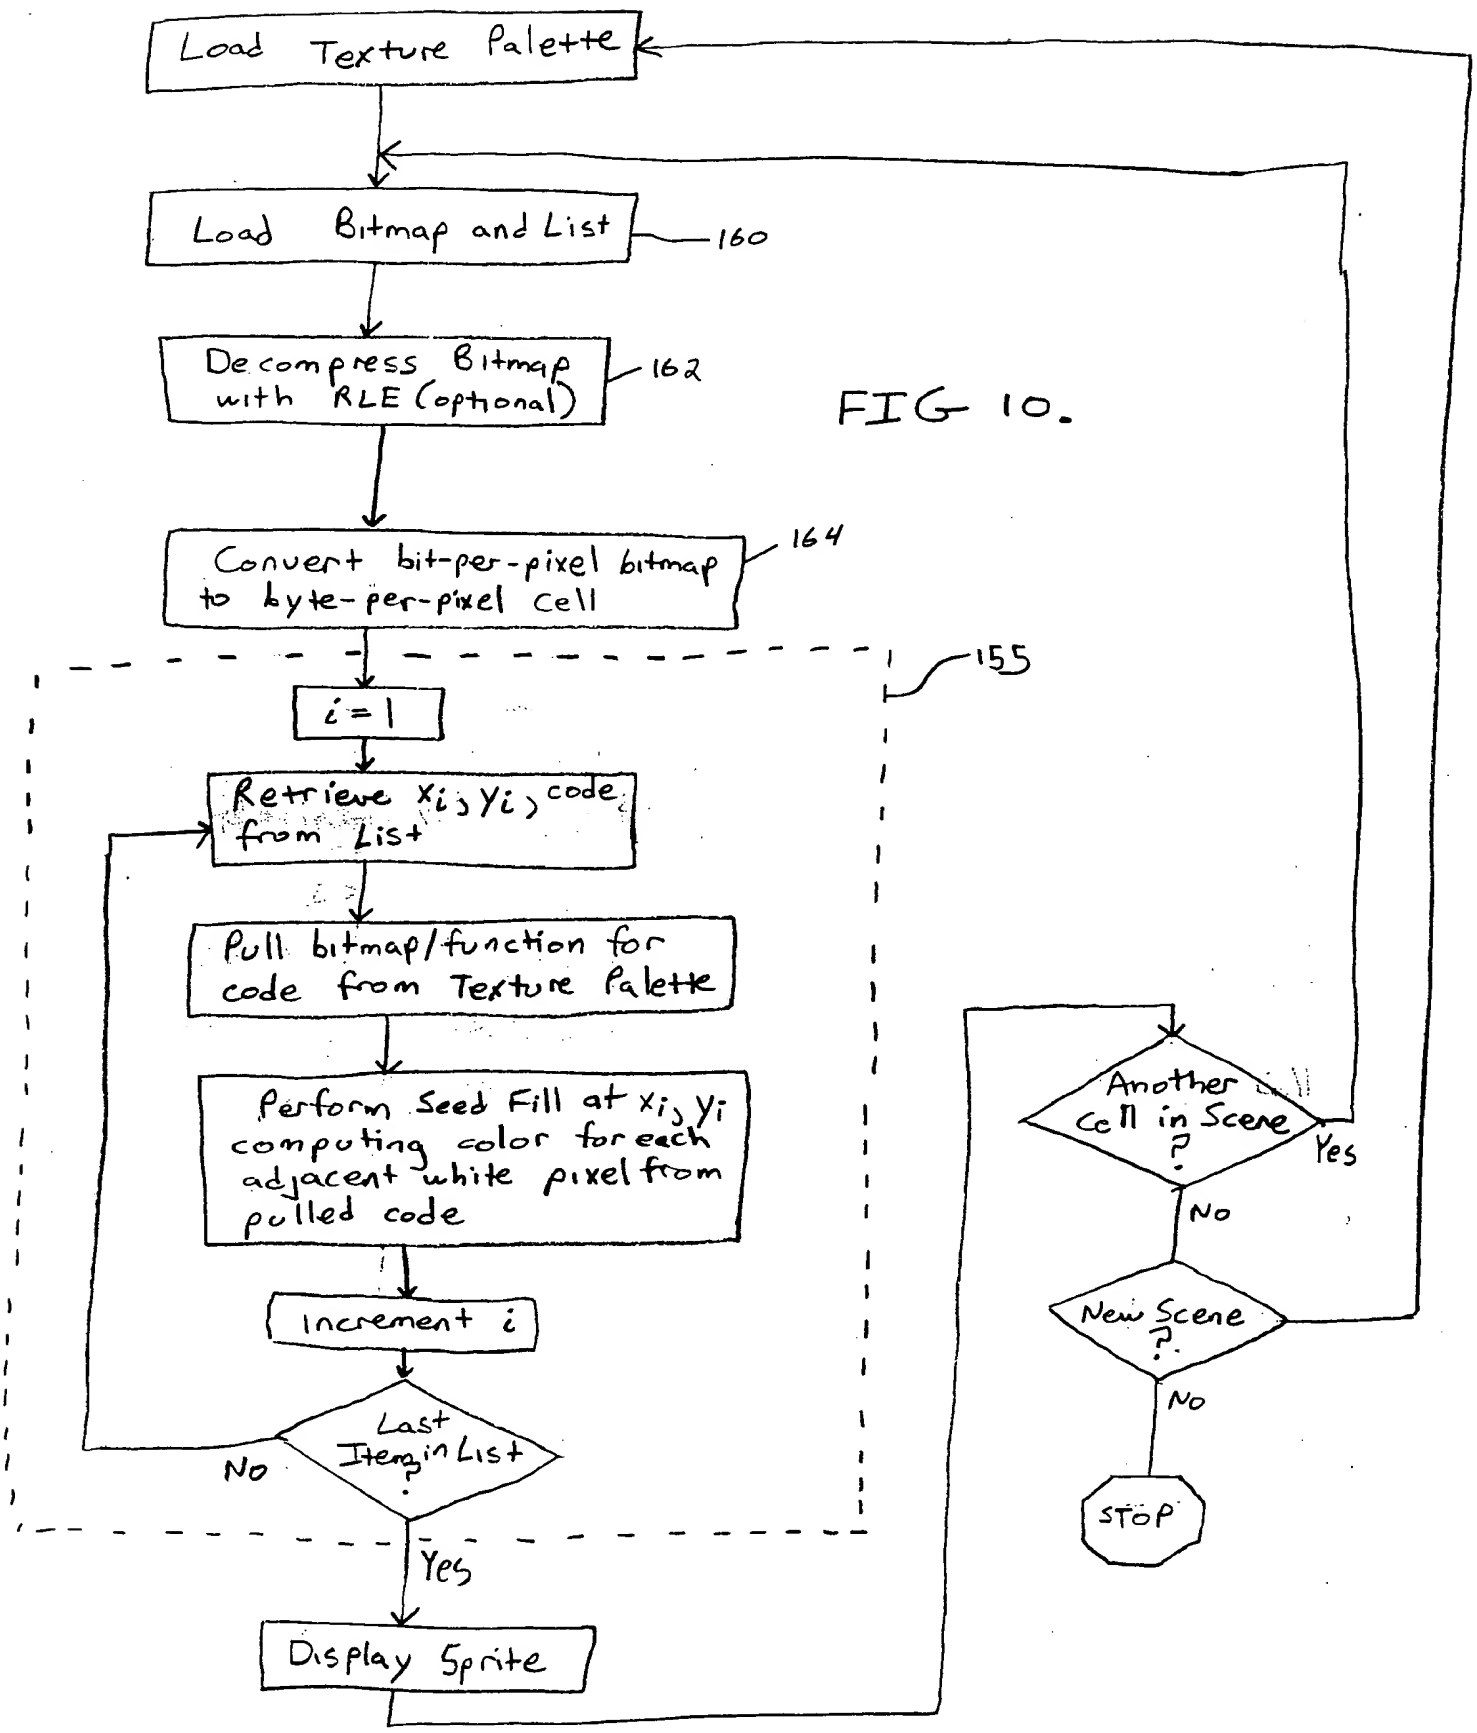 Load Texture Palette
Load Bitmap and List
160
Decompress Bitmap
with RLE (optional)
162
FIG 10.
Convert bit-per-pixel bitmap
to byte-per-pixel cell
164
155
i = 1
Retrieve xi, yi, code
from List
Pull bitmap/function for
code from Texture Palette
Perform Seed Fill at xi, yi
computing color for each
adjacent white pixel from
pulled code
Increment i
Last
Item in List
?
No
Yes
Display Sprite
Another
Cell in Scene
?
Yes
No
New Scene
?
No
STOP